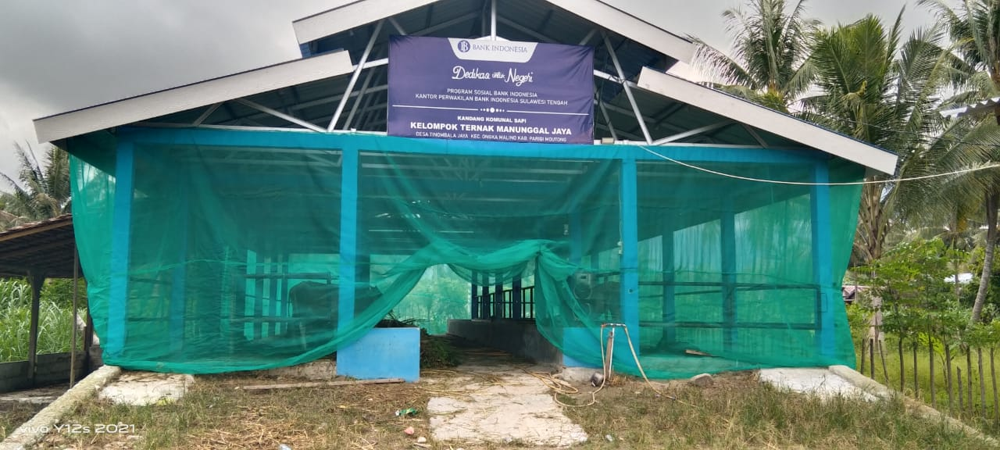 BANK INDONESIA
Dedikasi untuk Negeri
PROGRAM SOSIAL BANK INDONESIA
KANTOR PERWAKILAN BANK INDONESIA SULAWESI TENGAH
KANDANG KOMUNAL SAPI
KELOMPOK TERNAK MANUNGGAL JAYA
DESA TINOMBALA JAYA KEC. ONGKA MALINO KAB. PARIGI MOUTONG
vivo Y12s 2021